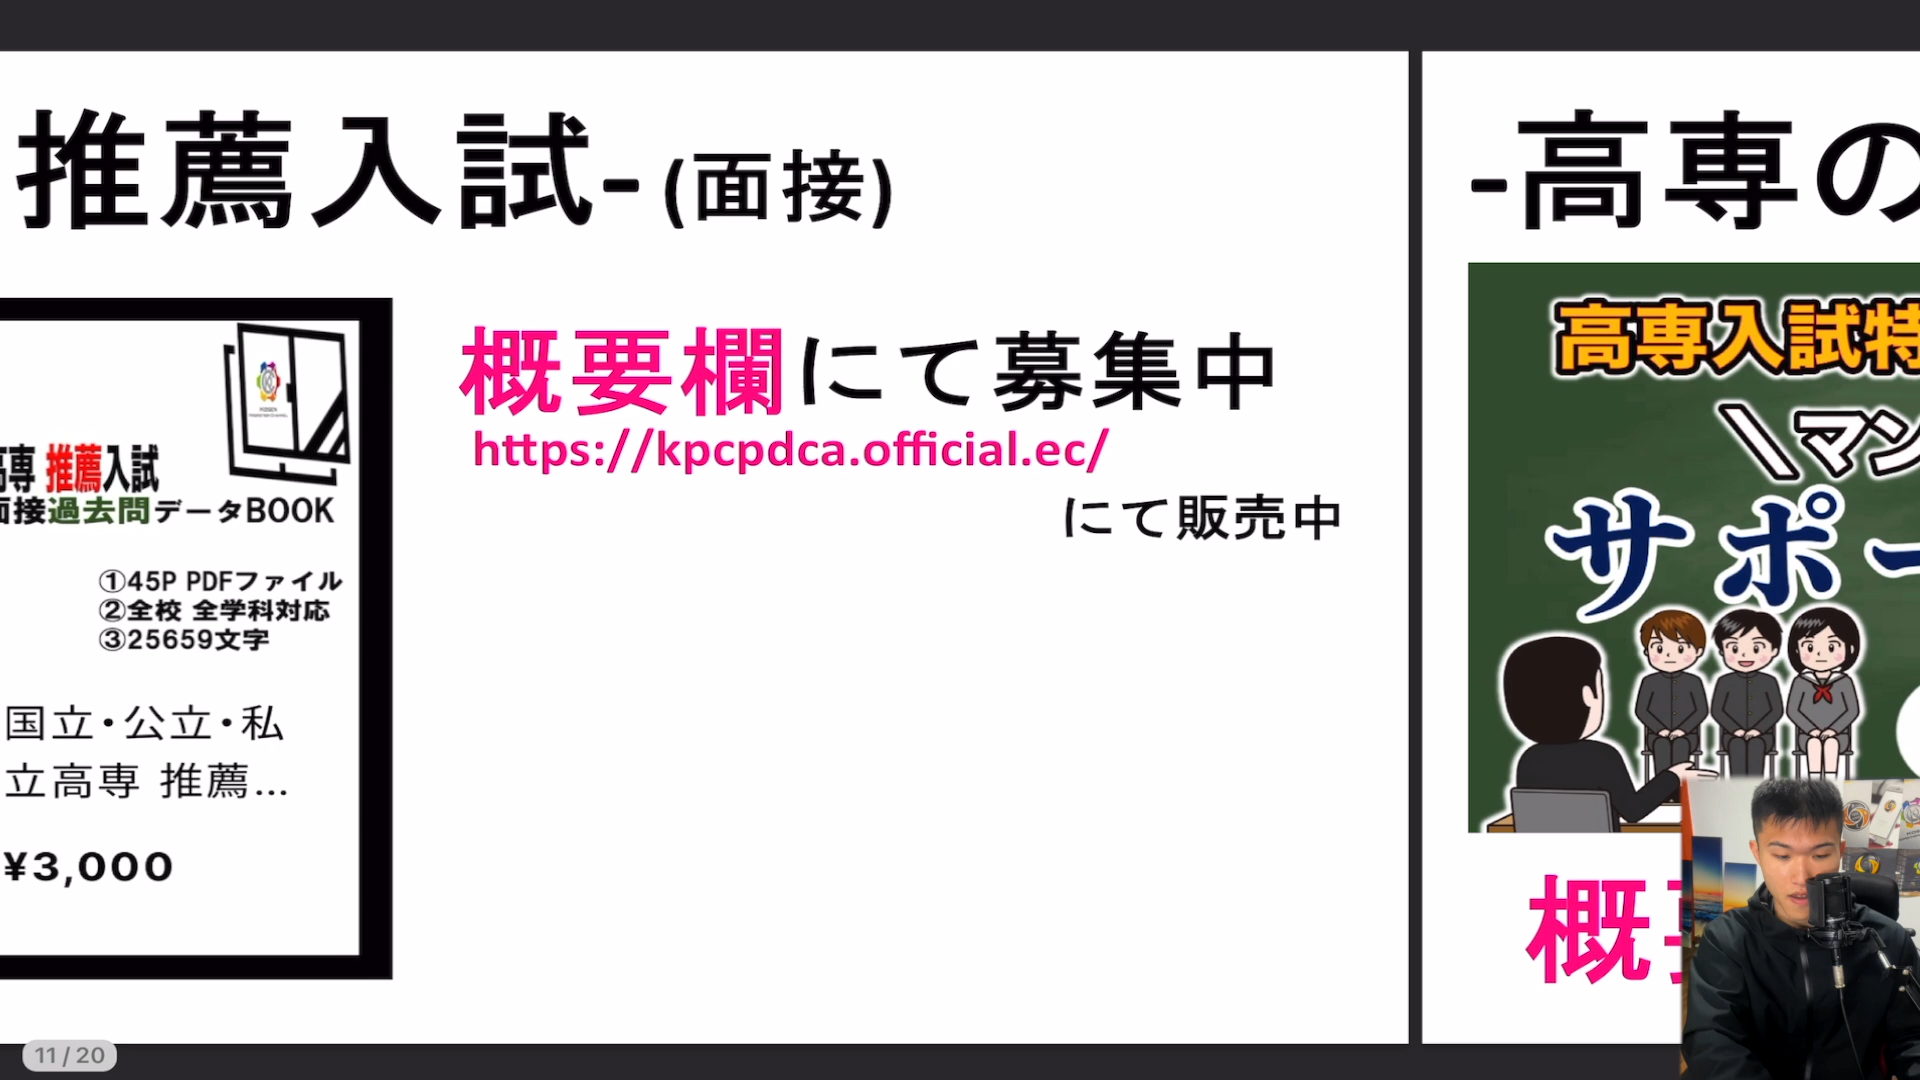 推薦入試-(面接)
概要欄にて募集中
https://kpcpdca.official.ec/
にて販売中
高専 推薦入試
面接過去問データBOOK
①45P PDFファイル
②全校 全学科対応
③25659文字
国立・公立・私
立高専 推薦...
¥3,000
-高専の
高専入試特
\マン
サポー
概要
11 / 20